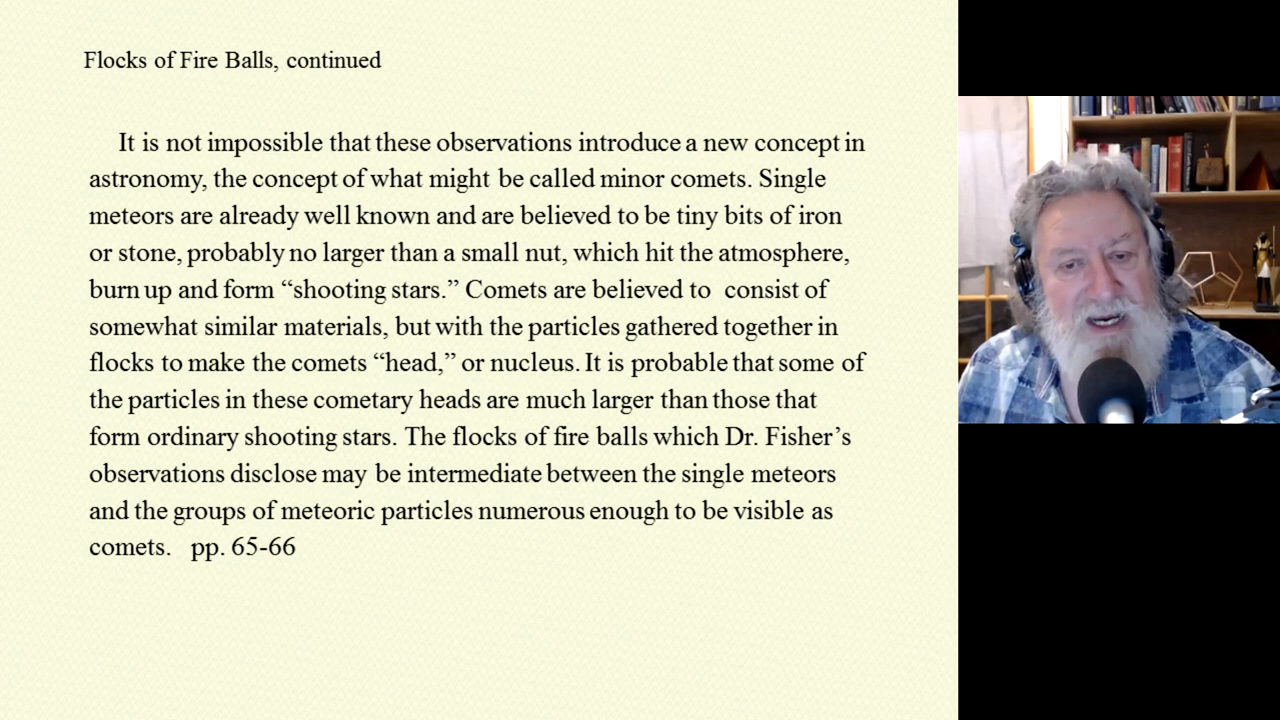 Flocks of Fire Balls, continued
It is not impossible that these observations introduce a new concept in
astronomy, the concept of what might be called minor comets. Single
meteors are already well known and are believed to be tiny bits of iron
or stone, probably no larger than a small nut, which hit the atmosphere,
burn up and form “shooting stars.” Comets are believed to consist of
somewhat similar materials, but with the particles gathered together in
flocks to make the comets “head,” or nucleus. It is probable that some of
the particles in these cometary heads are much larger than those that
form ordinary shooting stars. The flocks of fire balls which Dr. Fisher’s
observations disclose may be intermediate between the single meteors
and the groups of meteoric particles numerous enough to be visible as
comets. pp. 65-66